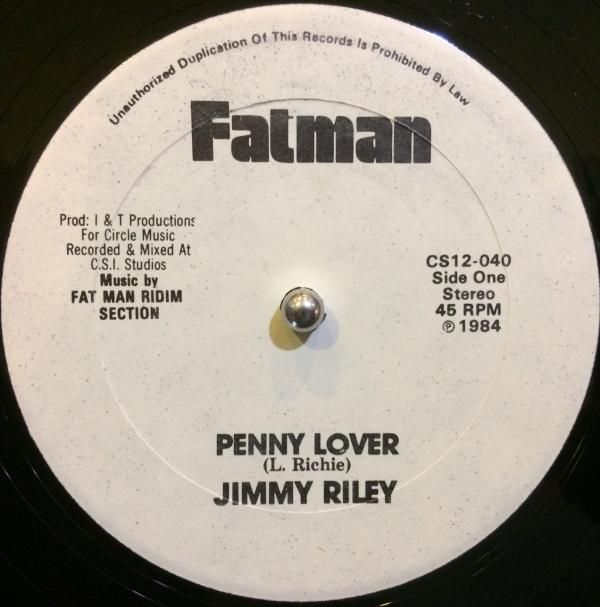 Unauthorized Duplication Of This Records Is Prohibited By Law
Fatman
Prod: I & T Productions
For Circle Music
Recorded & Mixed At
C.S.I. Studios
Music by
FAT MAN RIDIM
SECTION
CS12-040
Side One
Stereo
45 RPM
℗ 1984
PENNY LOVER
(L. Richie)
JIMMY RILEY